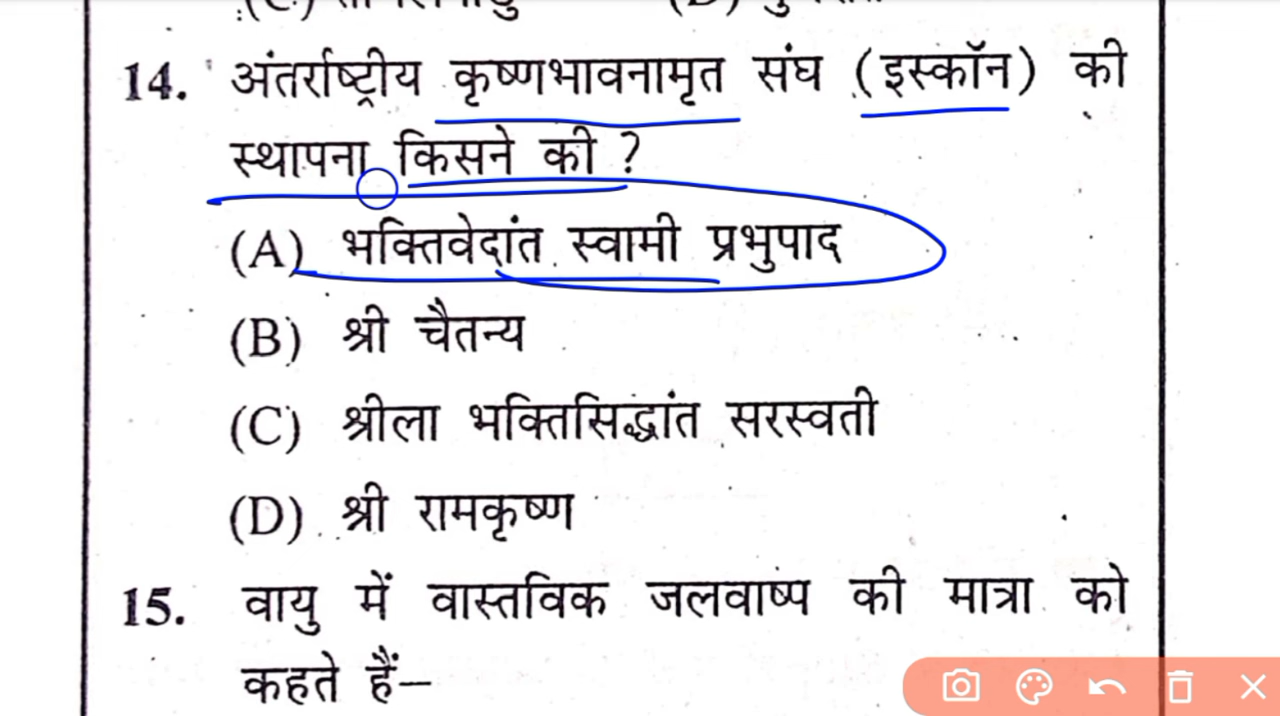 14. अंतर्राष्ट्रीय कृष्णभावनामृत संघ (इस्कॉन) की
स्थापना किसने की ?
(A) भक्तिवेदांत स्वामी प्रभुपाद
(B) श्री चैतन्य
(C) श्रीला भक्तिसिद्धांत सरस्वती
(D) श्री रामकृष्ण
15. वायु में वास्तविक जलवाष्प की मात्रा को
कहते हैं–